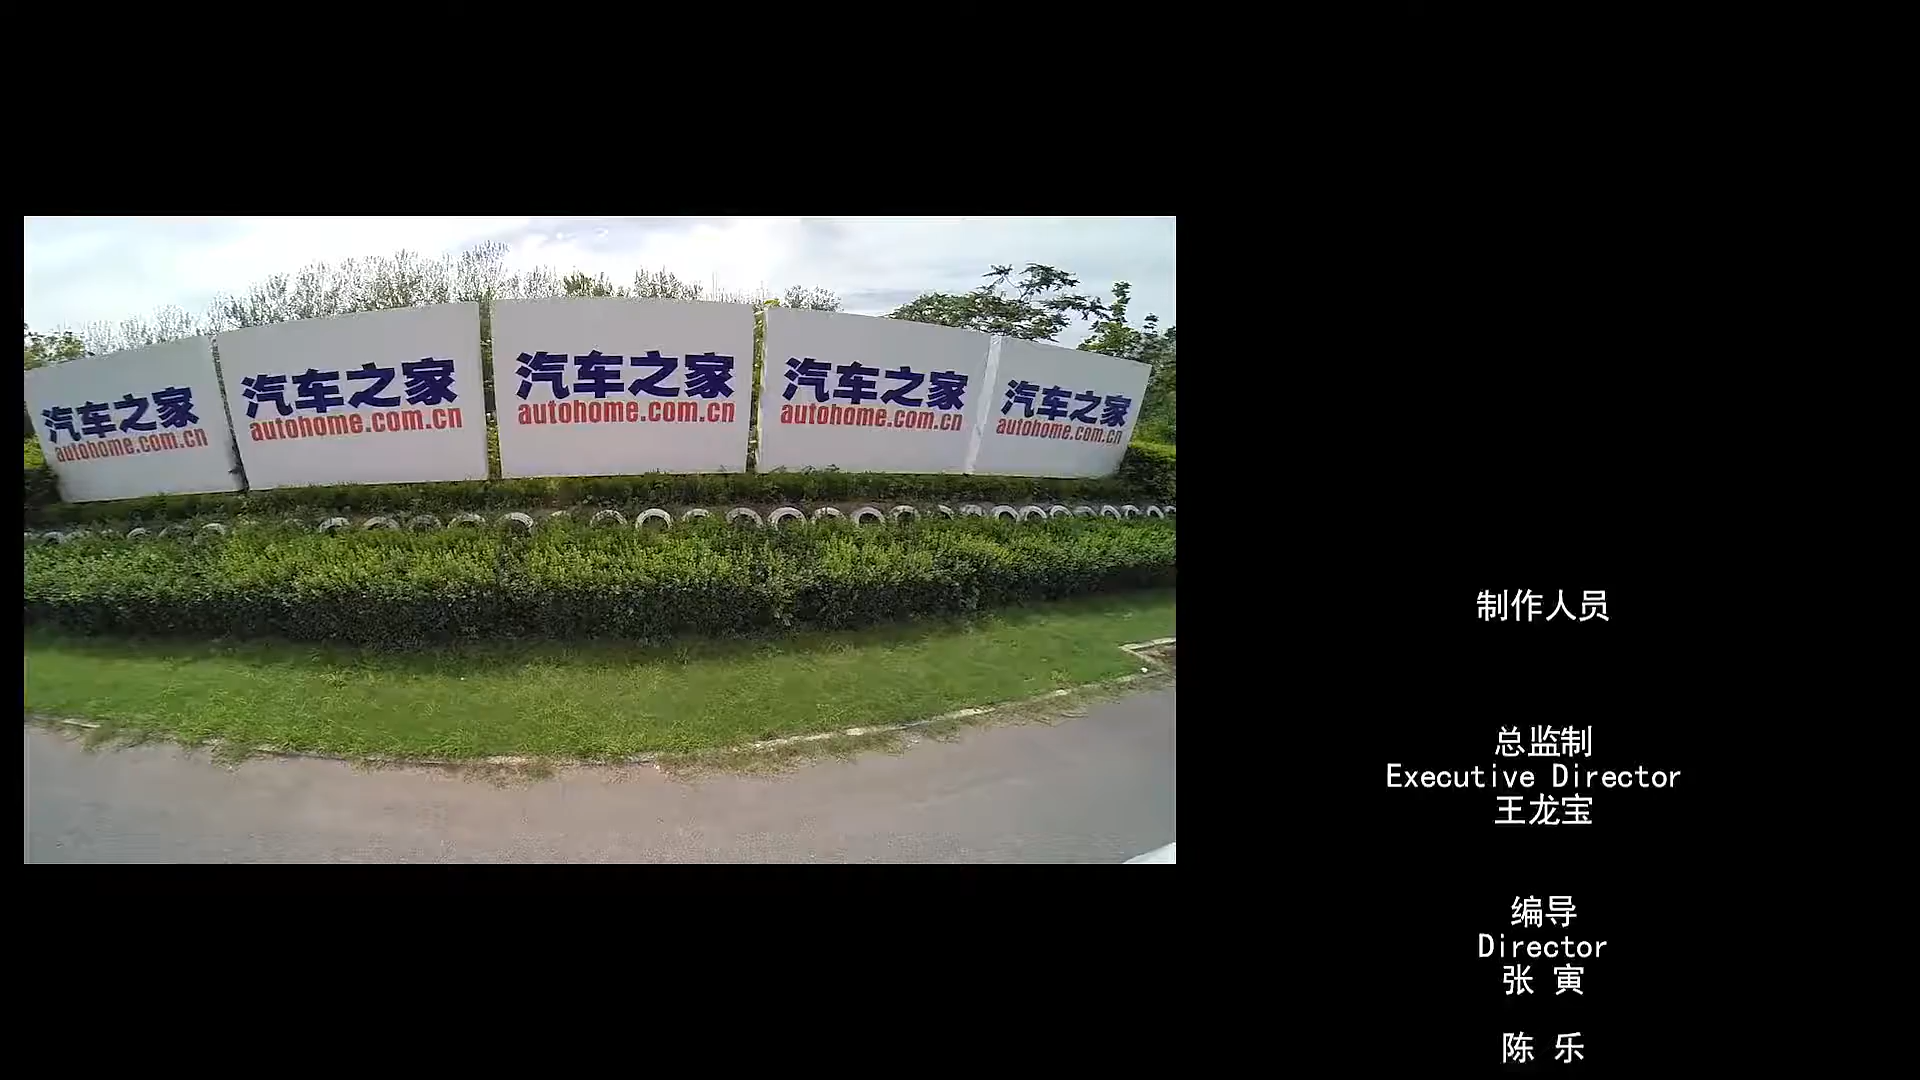 汽车之家
autohome.com.cn
汽车之家
autohome.com.cn
汽车之家
autohome.com.cn
汽车之家
autohome.com.cn
汽车之家
autohome.com.cn
制作人员
总监制
Executive Director
王龙宝
编导
Director
张 寅
陈 乐